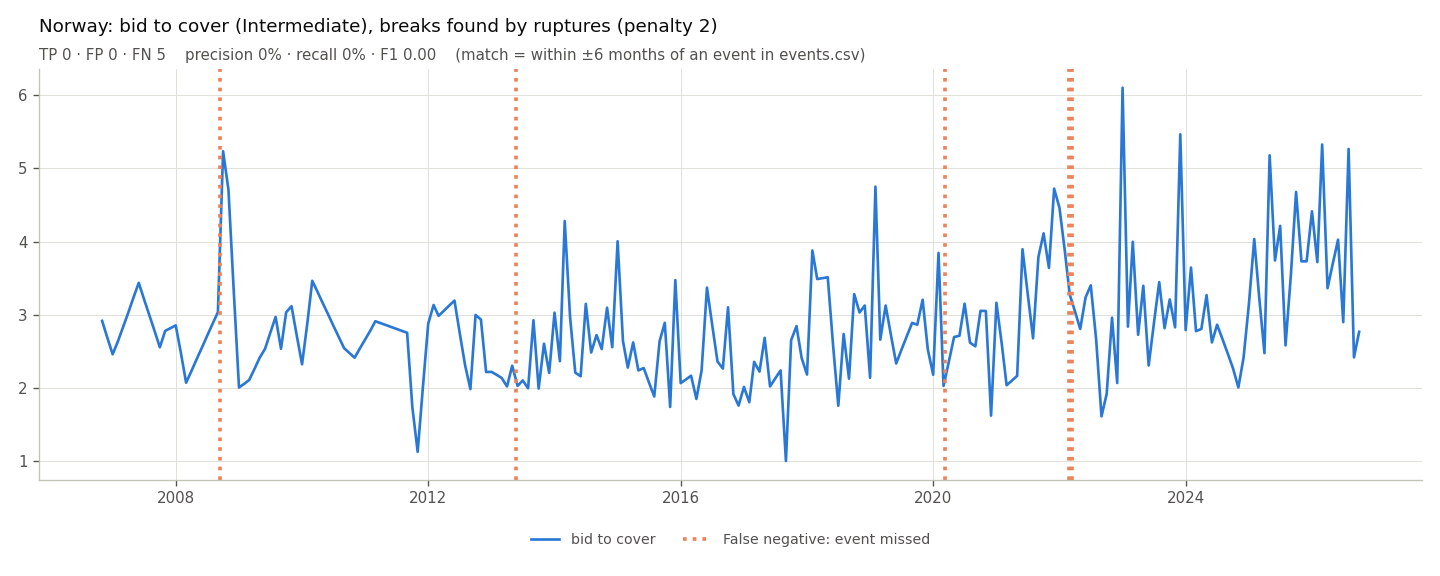 Norway: bid to cover (Intermediate), breaks found by ruptures (penalty 2)
TP 0 · FP 0 · FN 5    precision 0% · recall 0% · F1 0.00    (match = within ±6 months of an event in events.csv)
6
5
4
3
2
1
2008 2012 2016 2020 2024
bid to cover    False negative: event missed